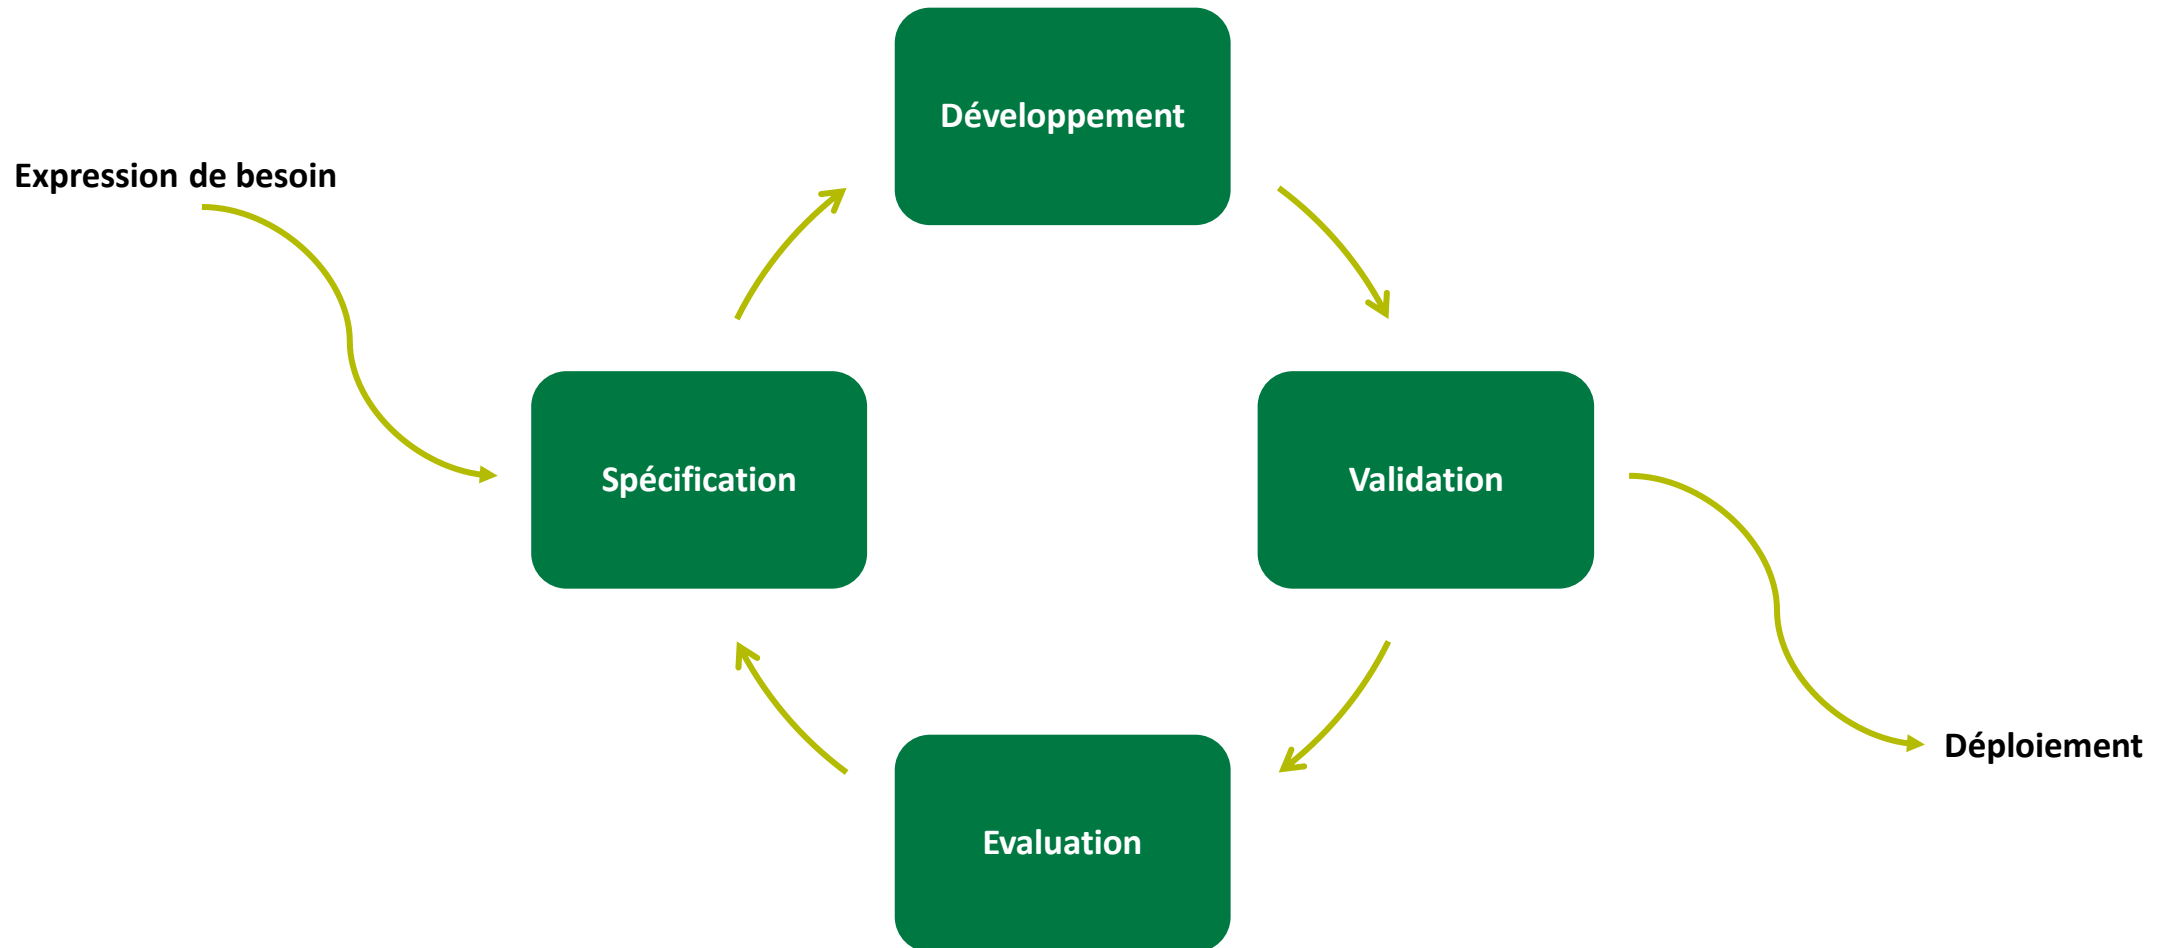 Développement
Expression de besoin
Spécification
Validation
Déploiement
Evaluation